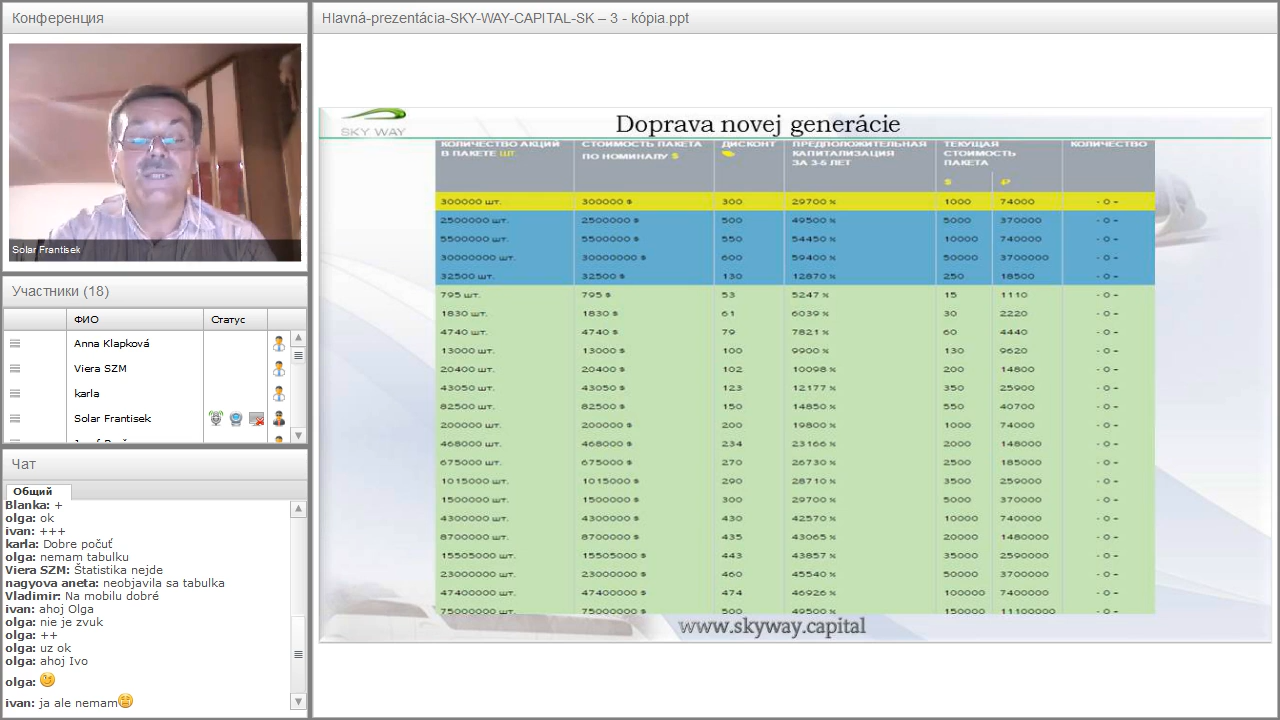 Конференция
Solar Frantisek
Участники (18)
ФИО Статус
Anna Klapková
Viera SZM
karla
Solar Frantisek
Чат
Общий
Blanka: +
olga: ok
ivan: +++
karla: Dobre počuť
olga: nemam tabulku
Viera SZM: Štatistika nejde
nagyova aneta: neobjavila sa tabulka
Vladimir: Na mobilu dobré
ivan: ahoj Olga
olga: nie je zvuk
olga: ++
olga: uz ok
olga: ahoj Ivo
olga:
ivan: ja ale nemam
Hlavná-prezentácia-SKY-WAY-CAPITAL-SK – 3 - kópia.ppt
SKY WAY
Doprava novej generácie
КОЛИЧЕСТВО АКЦИЙ В ПАКЕТЕ ШТ.
СТОИМОСТЬ ПАКЕТА ПО НОМИНАЛУ $
ДИСКОНТ
ПРЕДПОЛОЖИТЕЛЬНАЯ КАПИТАЛИЗАЦИЯ ЗА 3-5 ЛЕТ
ТЕКУЩАЯ СТОИМОСТЬ ПАКЕТА
$ ₽
КОЛИЧЕСТВО
300000 шт. 300000 $ 300 29700 % 1000 74000 - 0 +
2500000 шт. 2500000 $ 500 49500 % 5000 370000 - 0 +
5500000 шт. 5500000 $ 550 54450 % 10000 740000 - 0 +
30000000 шт. 30000000 $ 600 59400 % 50000 3700000 - 0 +
32500 шт. 32500 $ 130 12870 % 250 18500 - 0 +
795 шт. 795 $ 53 5247 % 15 1110 - 0 +
1830 шт. 1830 $ 61 6039 % 30 2220 - 0 +
4740 шт. 4740 $ 79 7821 % 60 4440 - 0 +
13000 шт. 13000 $ 100 9900 % 130 9620 - 0 +
20400 шт. 20400 $ 102 10098 % 200 14800 - 0 +
43050 шт. 43050 $ 123 12177 % 350 25900 - 0 +
82500 шт. 82500 $ 150 14850 % 550 40700 - 0 +
200000 шт. 200000 $ 200 19800 % 1000 74000 - 0 +
468000 шт. 468000 $ 234 23166 % 2000 148000 - 0 +
675000 шт. 675000 $ 270 26730 % 2500 185000 - 0 +
1015000 шт. 1015000 $ 290 28710 % 3500 259000 - 0 +
1500000 шт. 1500000 $ 300 29700 % 5000 370000 - 0 +
4300000 шт. 4300000 $ 430 42570 % 10000 740000 - 0 +
8700000 шт. 8700000 $ 435 43065 % 20000 1480000 - 0 +
15505000 шт. 15505000 $ 443 43857 % 35000 2590000 - 0 +
23000000 шт. 23000000 $ 460 45540 % 50000 3700000 - 0 +
47400000 шт. 47400000 $ 474 46926 % 100000 7400000 - 0 +
75000000 шт. 75000000 $ 500 49500 % 150000 11100000 - 0 +
www.skyway.capital